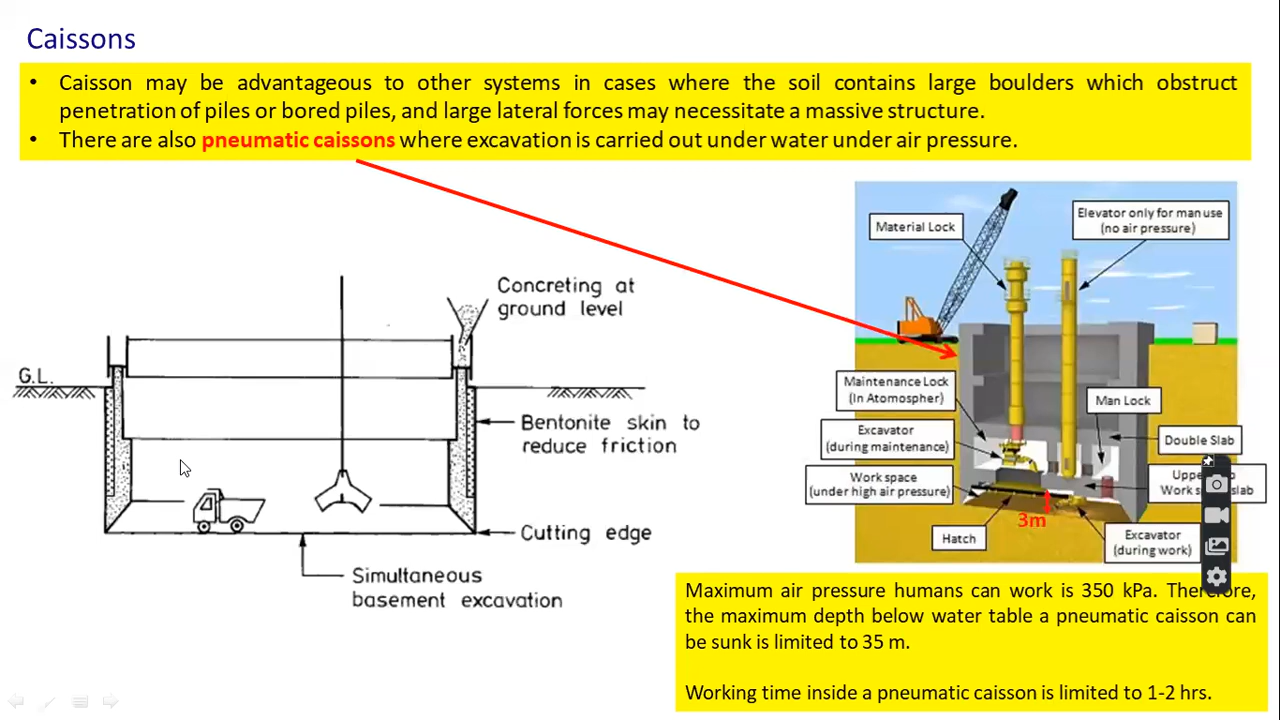 Caissons
• Caisson may be advantageous to other systems in cases where the soil contains large boulders which obstruct
penetration of piles or bored piles, and large lateral forces may necessitate a massive structure.
• There are also pneumatic caissons where excavation is carried out under water under air pressure.
Concreting at
ground level
G.L.
Bentonite skin to
reduce friction
Cutting edge
Simultaneous
basement excavation
Material Lock
Elevator only for man use
(no air pressure)
Maintenance Lock
(In Atomospher)
Man Lock
Excavator
(during maintenance)
Double Slab
Work space
(under high air pressure)
Work slab
3m
Hatch
Excavator
(during work)
Maximum air pressure humans can work is 350 kPa. Therefore,
the maximum depth below water table a pneumatic caisson can
be sunk is limited to 35 m.
Working time inside a pneumatic caisson is limited to 1-2 hrs.